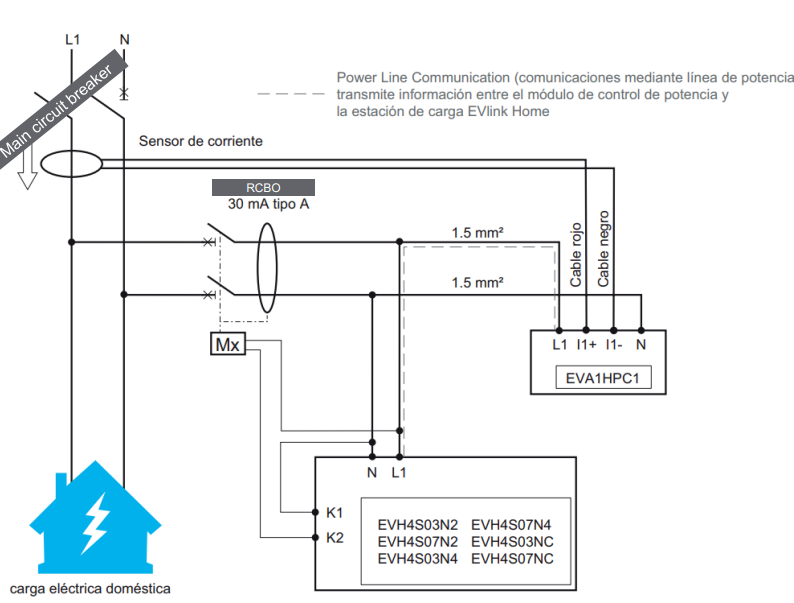 L1 N
Main circuit breaker
Power Line Communication (comunicaciones mediante línea de potencia
transmite información entre el módulo de control de potencia y
la estación de carga EVlink Home
Sensor de corriente
RCBO
30 mA tipo A
1.5 mm²
Cable rojo
Cable negro
1.5 mm²
L1 I1+ I1- N
Mx
EVA1HPC1
N L1
K1
K2
EVH4S03N2 EVH4S07N4
EVH4S07N2 EVH4S03NC
EVH4S03N4 EVH4S07NC
carga eléctrica doméstica